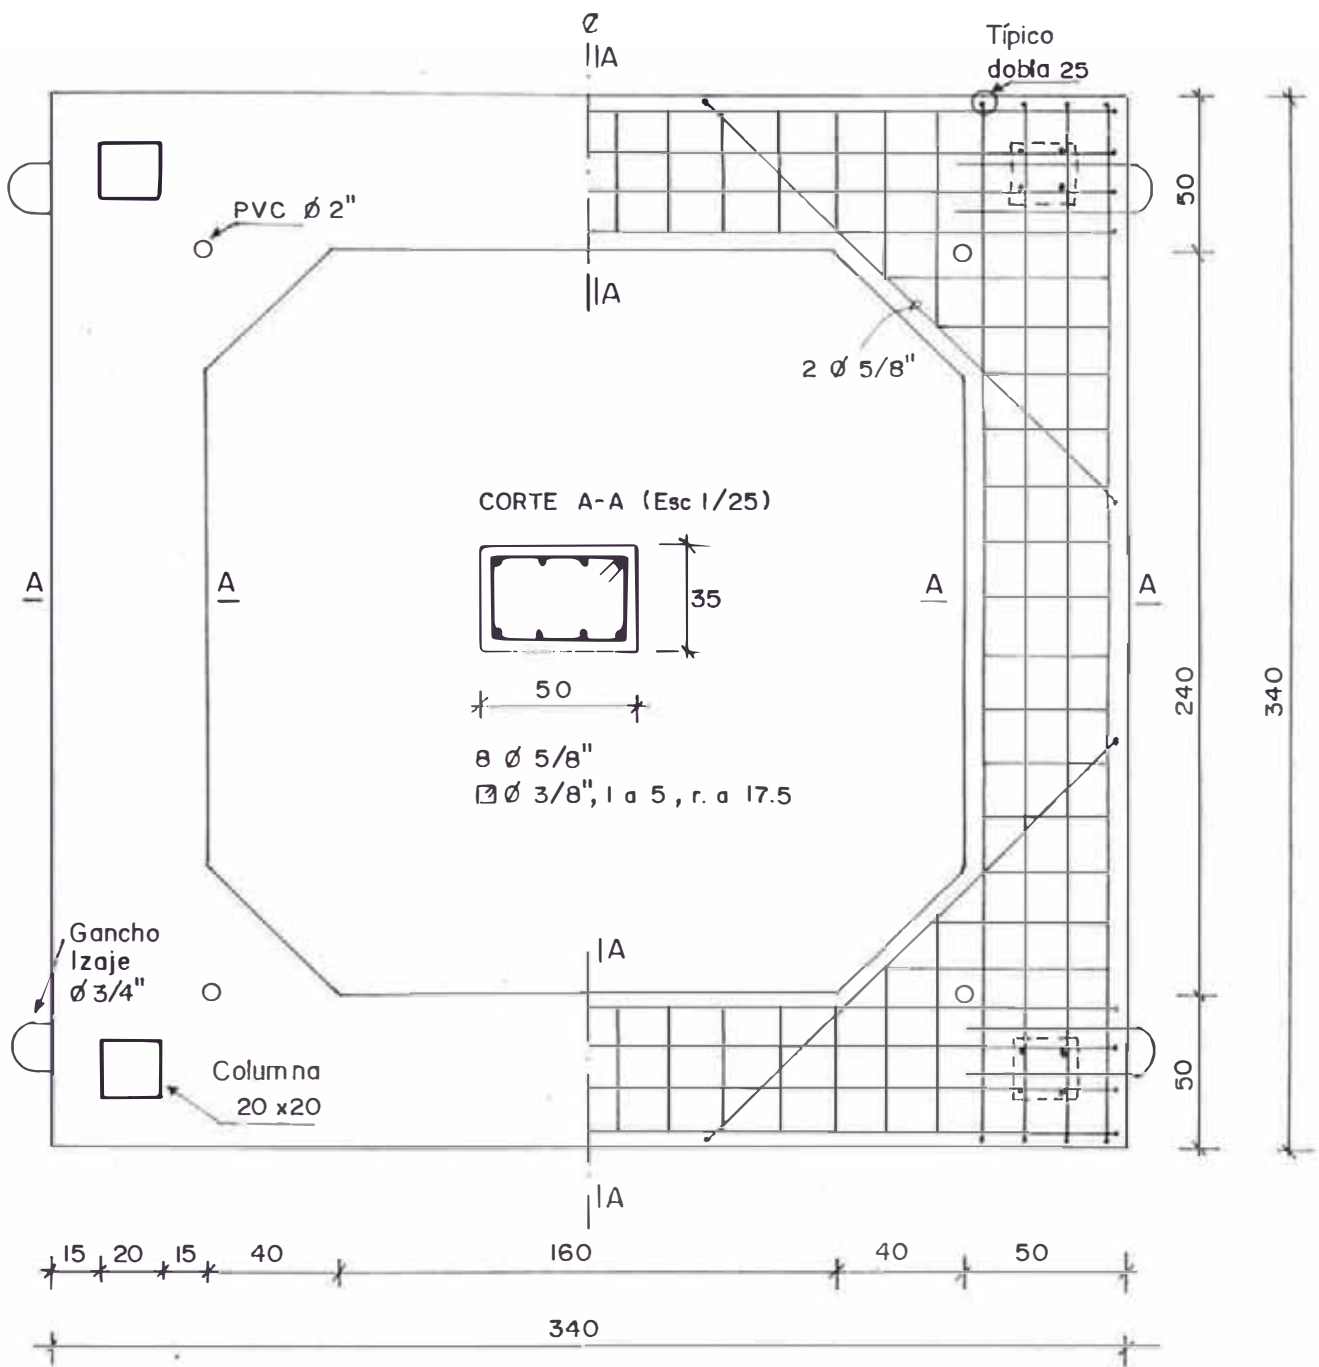 ℄
A
Típico
dobla 25
PVC Ø 2"
A
2 Ø 5/8"
50
CORTE A-A (Esc 1/25)
A
A
A
A
35
50
240
340
8 Ø 5/8"
Ø 3/8", 1 a 5, r. a 17.5
Gancho
Izaje
Ø 3/4"
A
Columna
20 x20
50
A
15 20 15 40 160 40 50
340